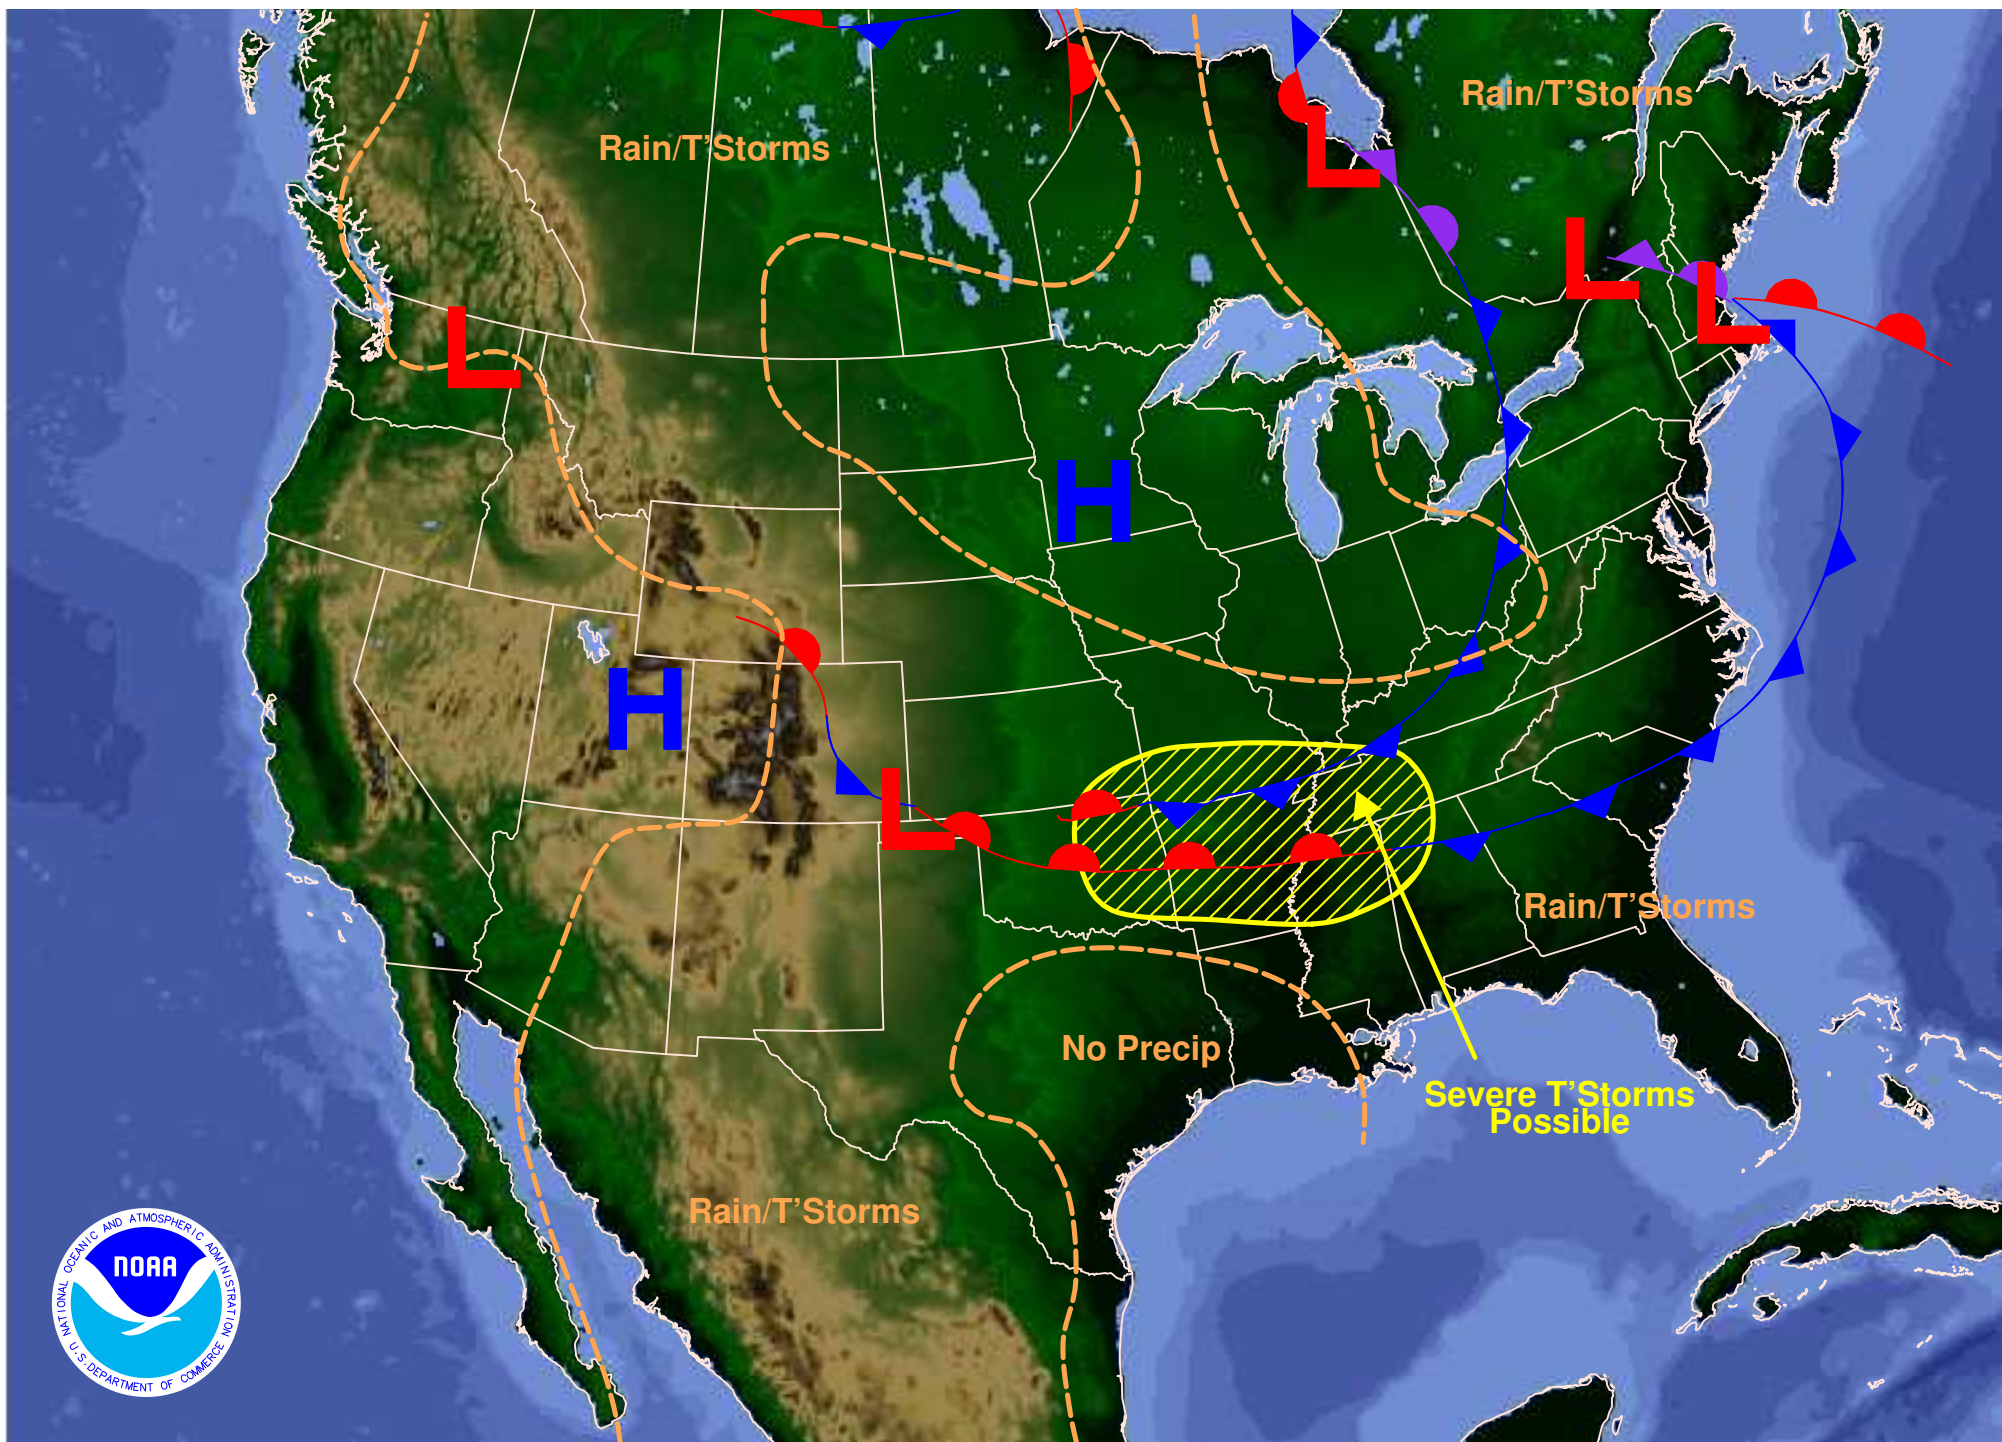 Rain/T'Storms
Rain/T'Storms
L
L
L
L
H
H
L
Rain/T'Storms
No Precip
Severe T'Storms
Possible
Rain/T'Storms
NATIONAL OCEANIC AND ATMOSPHERIC ADMINISTRATION
NOAA
U.S. DEPARTMENT OF COMMERCE